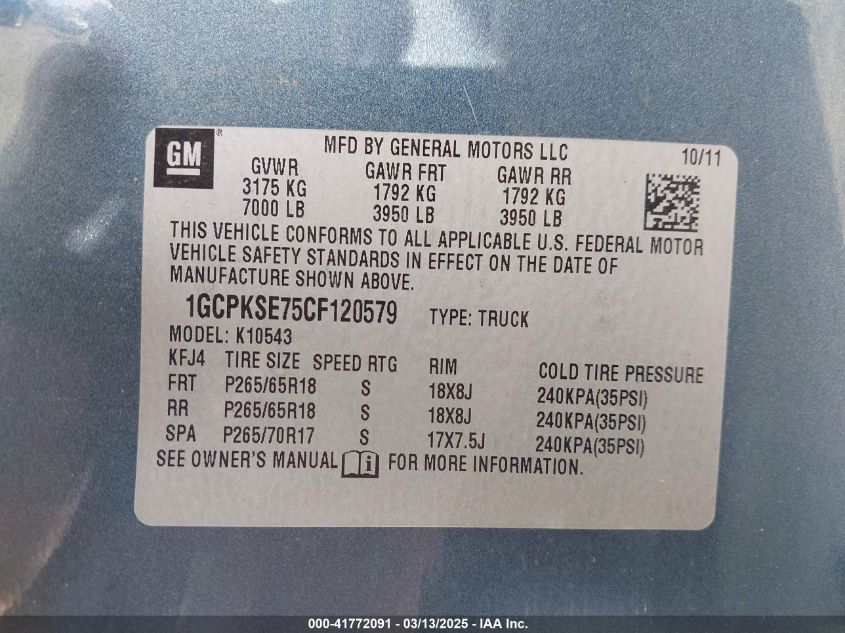 GM ®
MFD BY GENERAL MOTORS LLC 10/11
GVWR GAWR FRT GAWR RR
3175 KG 1792 KG 1792 KG
7000 LB 3950 LB 3950 LB
THIS VEHICLE CONFORMS TO ALL APPLICABLE U.S. FEDERAL MOTOR
VEHICLE SAFETY STANDARDS IN EFFECT ON THE DATE OF
MANUFACTURE SHOWN ABOVE.
1GCPKSE75CF120579 TYPE: TRUCK
MODEL: K10543
KFJ4 TIRE SIZE SPEED RTG RIM COLD TIRE PRESSURE
FRT P265/65R18 S 18X8J 240KPA(35PSI)
RR P265/65R18 S 18X8J 240KPA(35PSI)
SPA P265/70R17 S 17X7.5J 240KPA(35PSI)
SEE OWNER'S MANUAL i FOR MORE INFORMATION.
000-41772091 - 03/13/2025 - IAA Inc.